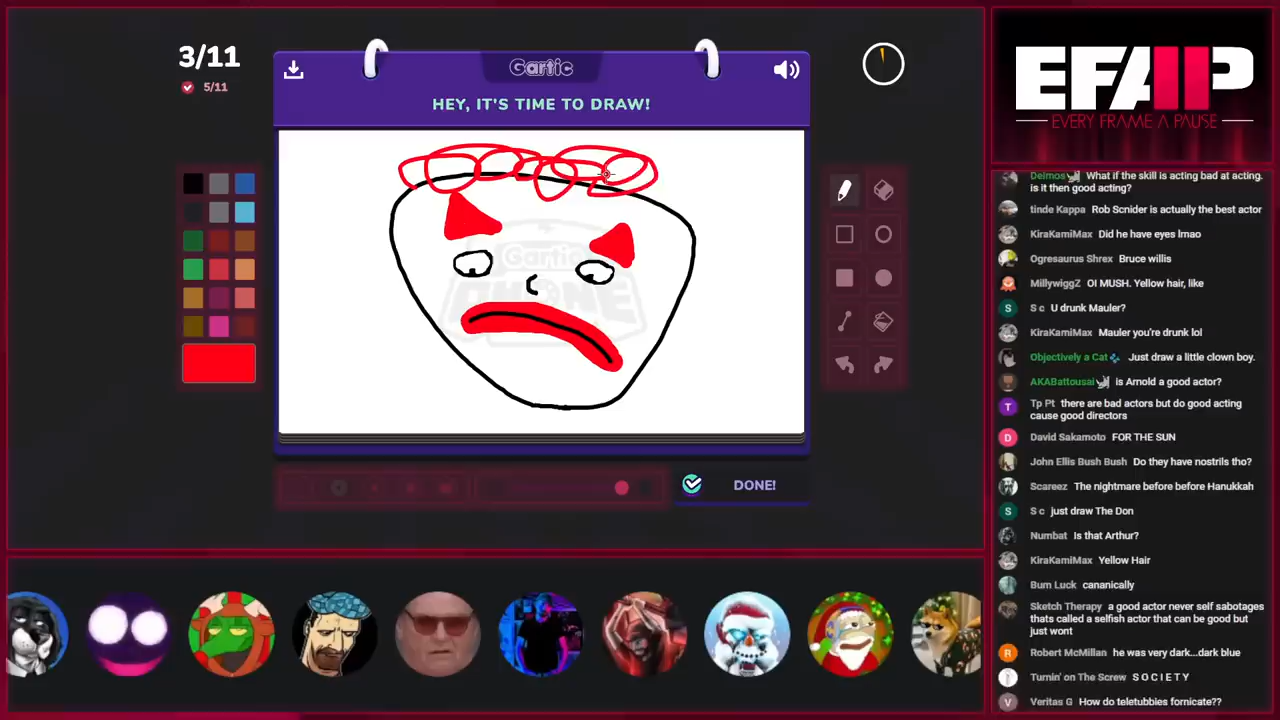 3/11
5/11
Gartic
HEY, IT'S TIME TO DRAW!
Gartic
PHONE
DONE!
EFAP
EVERY FRAME A PAUSE
Delmos What if the skill is acting bad at acting.
is it then good acting?
tinde Kappa Rob Scnider is actually the best actor
KiraKamiMax Did he have eyes lmao
Ogresaurus Shrex Bruce willis
MillywiggZ OI MUSH. Yellow hair, like
S c U drunk Mauler?
KiraKamiMax Mauler you're drunk lol
Objectively a Cat Just draw a little clown boy.
AKABattousai is Arnold a good actor?
Tp Pt there are bad actors but do good acting
cause good directors
David Sakamoto FOR THE SUN
John Ellis Bush Bush Do they have nostrils tho?
Scareez The nightmare before before Hanukkah
S c just draw The Don
Numbat Is that Arthur?
KiraKamiMax Yellow Hair
Bum Luck cananically
Sketch Therapy a good actor never self sabotages
thats called a selfish actor that can be good but
just wont
Robert McMillan he was very dark...dark blue
Turnin' on The Screw S O C I E T Y
Veritas G How do teletubbies fornicate??